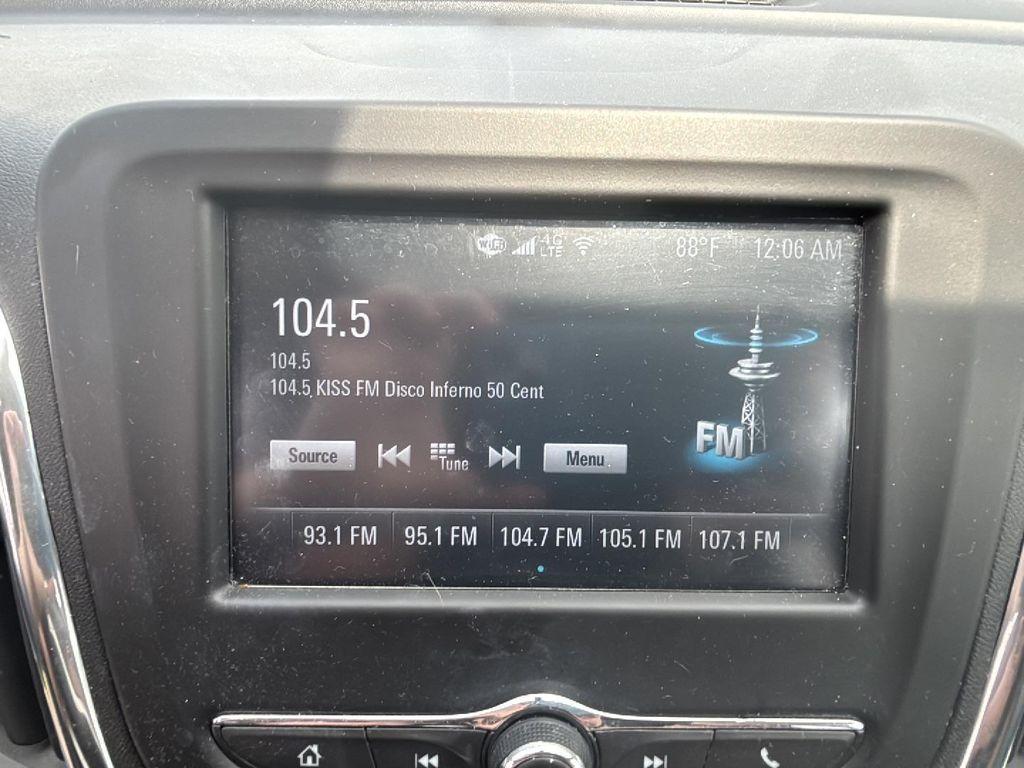 WiFi 4G LTE 88°F 12:06 AM
104.5
104.5
104.5 KISS FM Disco Inferno 50 Cent
FM
Source Tune Menu
93.1 FM 95.1 FM 104.7 FM 105.1 FM 107.1 FM